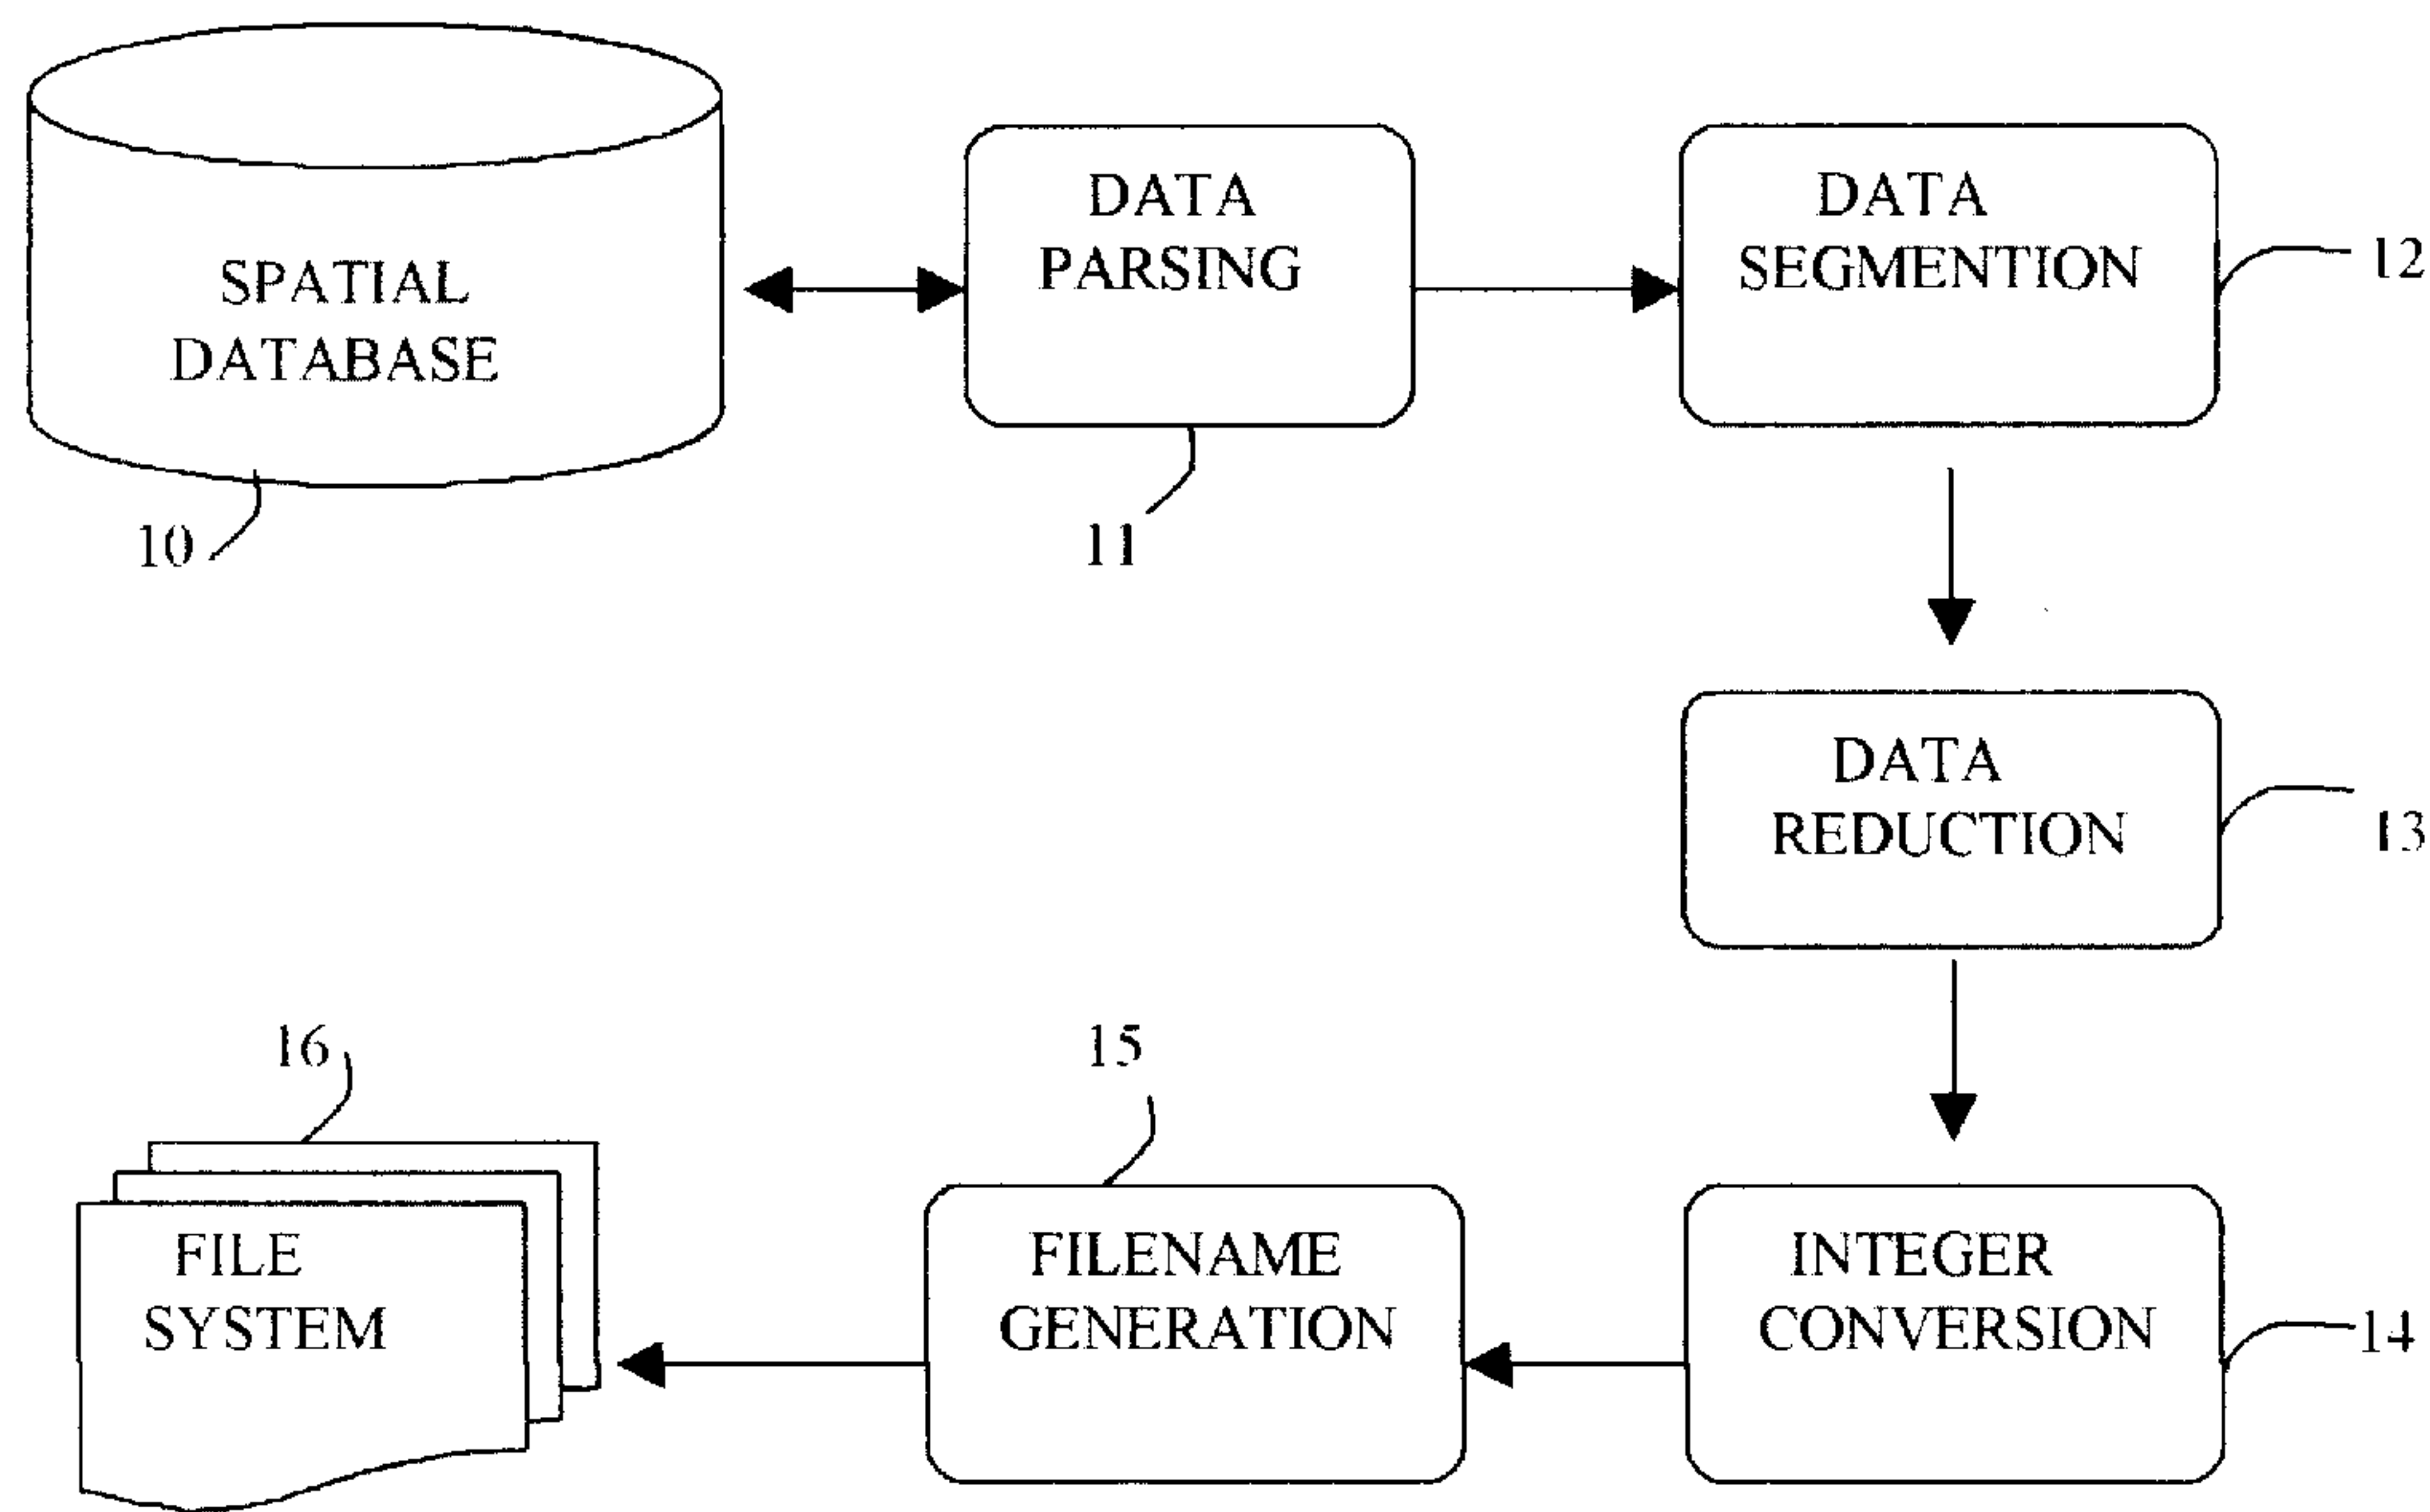 SPATIAL
DATABASE
10
DATA
PARSING
11
DATA
SEGMENTION
12
DATA
REDUCTION
13
INTEGER
CONVERSION
14
15
FILENAME
GENERATION
16
FILE
SYSTEM